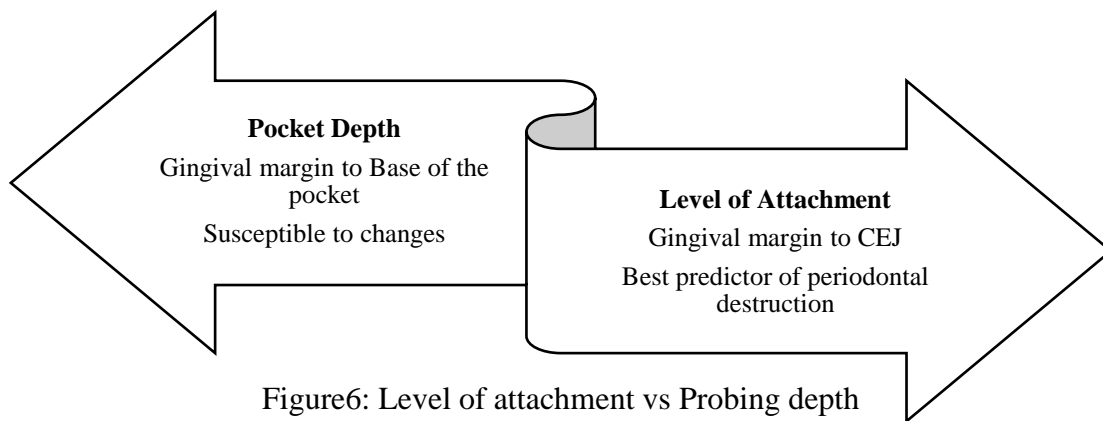 Pocket Depth
Gingival margin to Base of the
pocket
Susceptible to changes
Level of Attachment
Gingival margin to CEJ
Best predictor of periodontal
destruction
Figure6: Level of attachment vs Probing depth